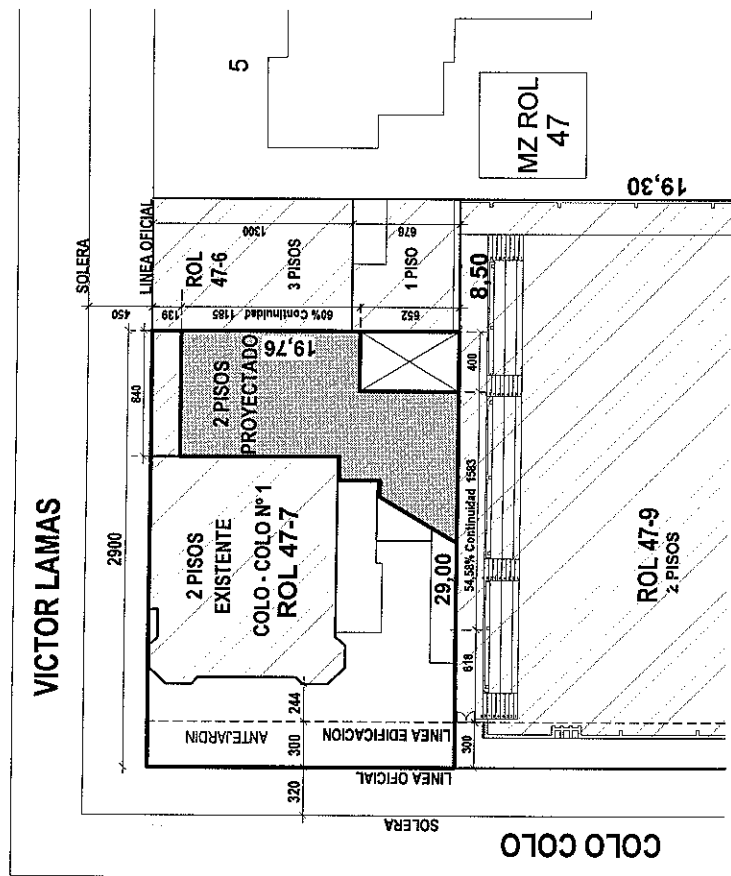 VICTOR LAMAS
SOLERA
LINEA OFICIAL
5
MZ ROL
47
2900
840
450
139
1185
60% Continuidad
652
1300
676
ROL
47-6
3 PISOS
1 PISO
19,30
8,50
19,76
2 PISOS
PROYECTADO
2 PISOS
EXISTENTE
COLO - COLO Nº 1
ROL 47-7
29,00
400
54,58% Continuidad 1583
618
300
244
300
320
ANTEJARDIN
LINEA EDIFICACION
LINEA OFICIAL
SOLERA
ROL 47-9
2 PISOS
COLO COLO